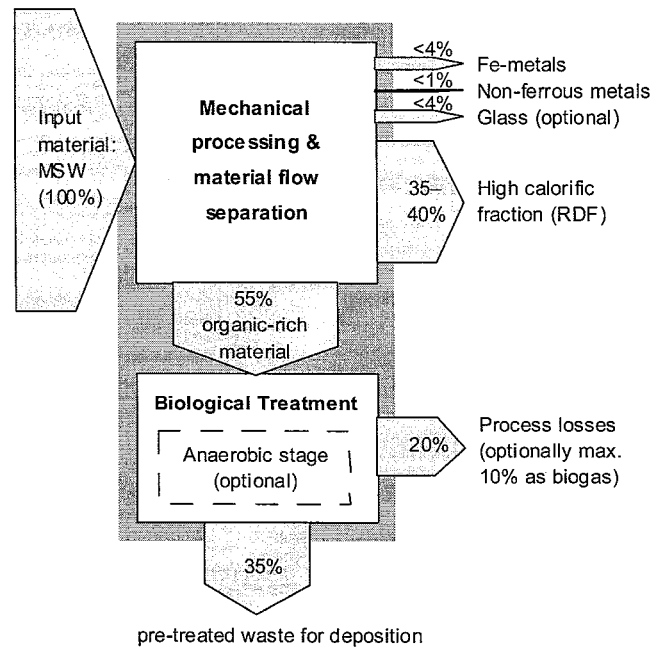 Input
material:
MSW
(100%)
Mechanical
processing &
material flow
separation
<4%
Fe-metals
<1%
Non-ferrous metals
<4%
Glass (optional)
35–
40%
High calorific
fraction (RDF)
55%
organic-rich
material
Biological Treatment
Anaerobic stage
(optional)
20%
Process losses
(optionally max.
10% as biogas)
35%
pre-treated waste for deposition